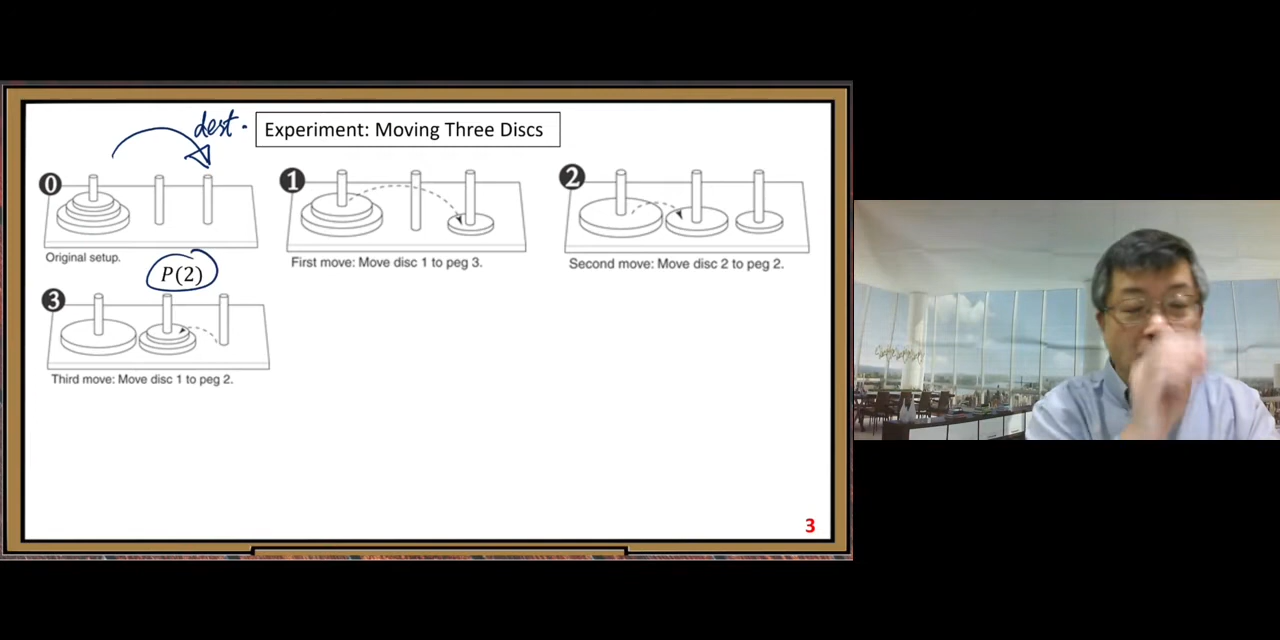 dest.
Experiment: Moving Three Discs
0
Original setup.
1
First move: Move disc 1 to peg 3.
2
Second move: Move disc 2 to peg 2.
P(2)
3
Third move: Move disc 1 to peg 2.
3